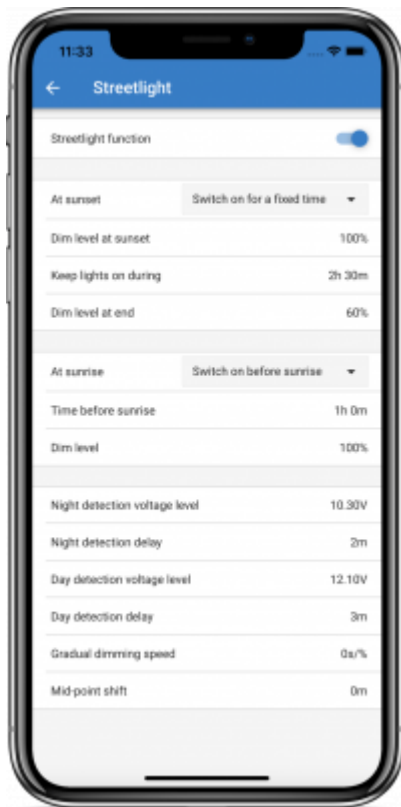 11:33
Streetlight
Streetlight function
At sunset Switch on for a fixed time
Dim level at sunset 100%
Keep lights on during 2h 30m
Dim level at end 60%
At sunrise Switch on before sunrise
Time before sunrise 1h 0m
Dim level 100%
Night detection voltage level 10.30V
Night detection delay 2m
Day detection voltage level 12.10V
Day detection delay 3m
Gradual dimming speed 0s/%
Mid-point shift 0m